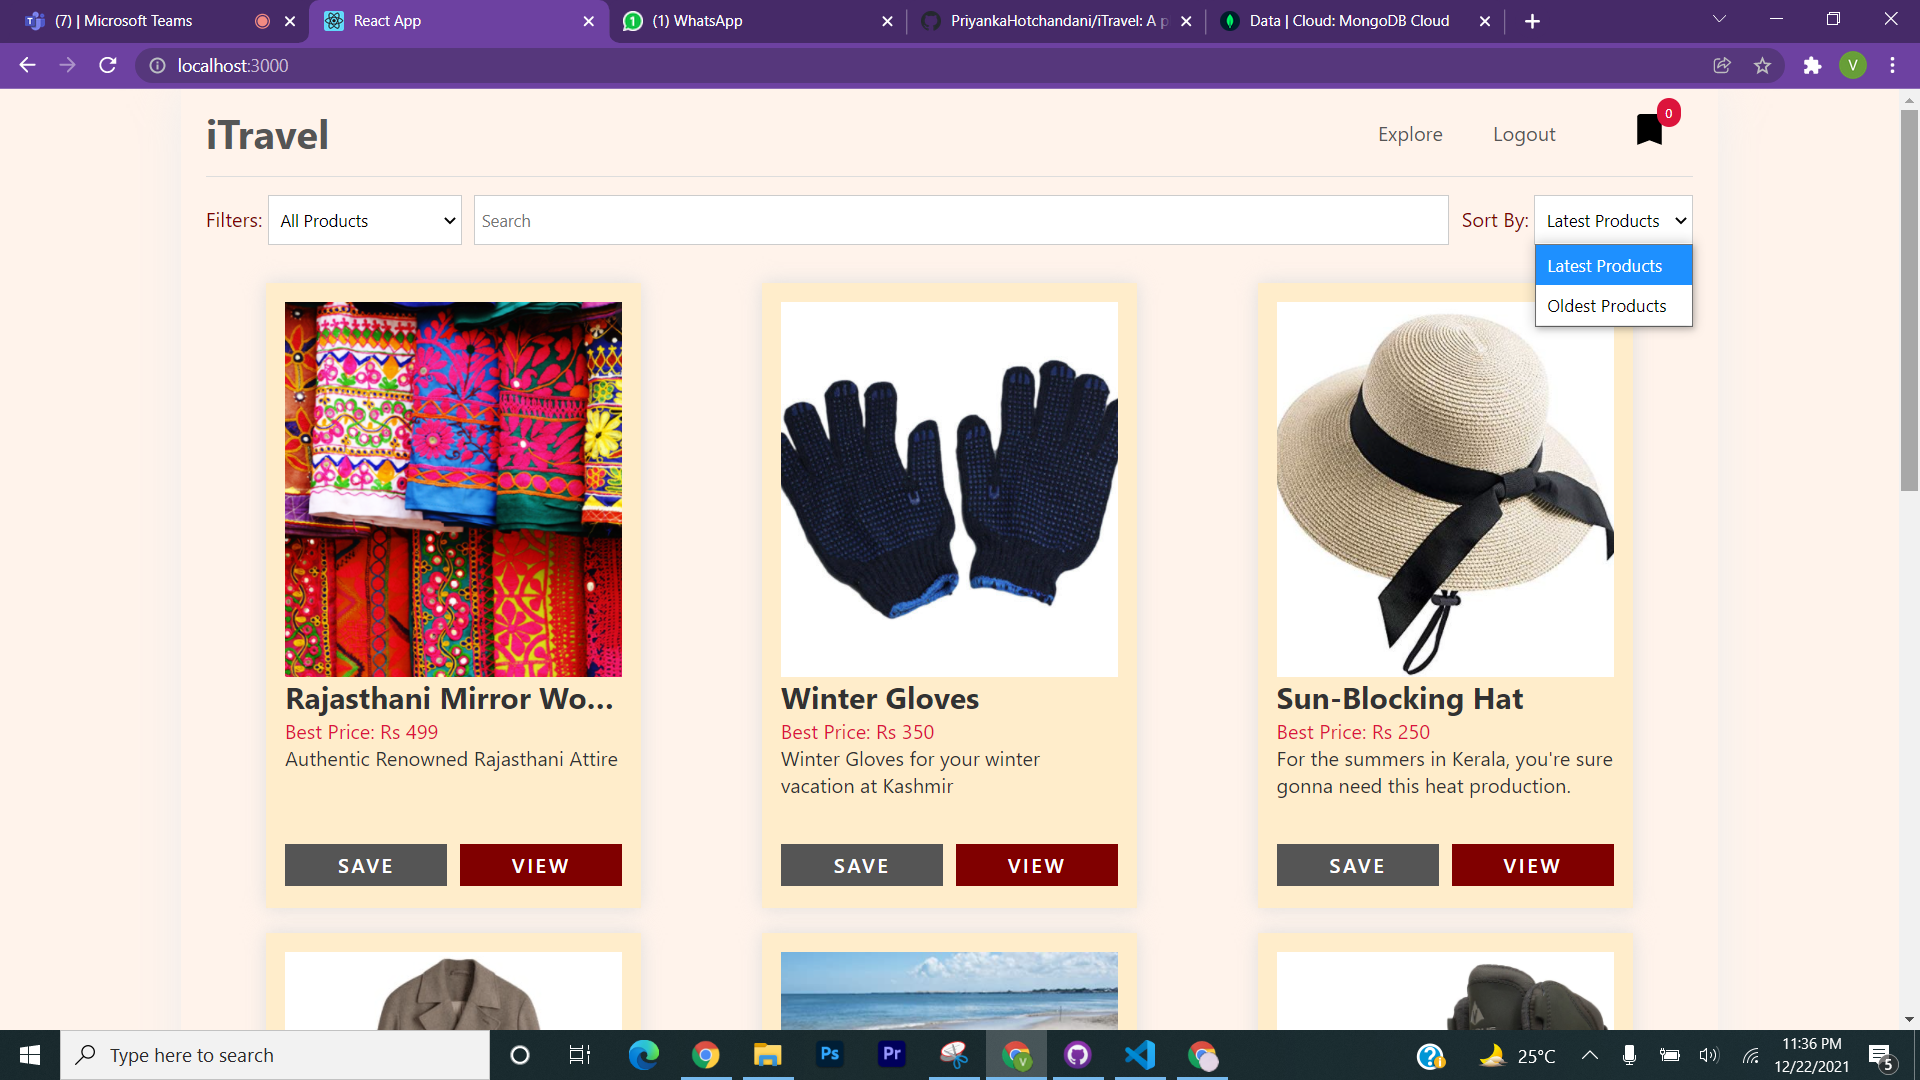 (7) | Microsoft Teams
React App
(1) WhatsApp
PriyankaHotchandani/iTravel: A p
Data | Cloud: MongoDB Cloud
localhost:3000
V
iTravel
Explore
Logout
0
Filters:
All Products
Search
Sort By:
Latest Products
Latest Products
Oldest Products
Rajasthani Mirror Wo...
Best Price: Rs 499
Authentic Renowned Rajasthani Attire
SAVE
VIEW
Winter Gloves
Best Price: Rs 350
Winter Gloves for your winter
vacation at Kashmir
SAVE
VIEW
Sun-Blocking Hat
Best Price: Rs 250
For the summers in Kerala, you're sure
gonna need this heat production.
SAVE
VIEW
Type here to search
Ps
Pr
V
25°C
11:36 PM
12/22/2021
5